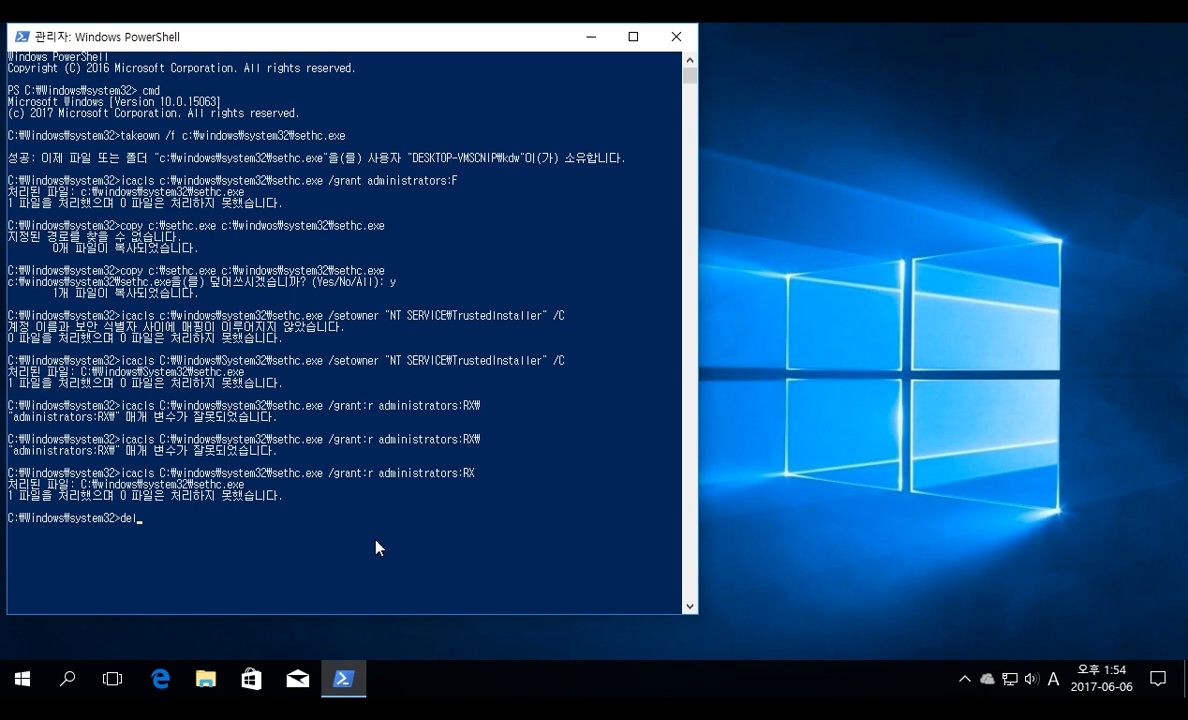 관리자: Windows PowerShell
Windows PowerShell
Copyright (C) 2016 Microsoft Corporation. All rights reserved.
PS C:₩Windows₩system32> cmd
Microsoft Windows [Version 10.0.15063]
(c) 2017 Microsoft Corporation. All rights reserved.
C:₩Windows₩system32>takeown /f c:₩windows₩system32₩sethc.exe
성공: 이제 파일 또는 폴더 "c:₩windows₩system32₩sethc.exe"을(를) 사용자 "DESKTOP-VMSCNIP₩kdw"이(가) 소유합니다.
C:₩Windows₩system32>icacls c:₩windows₩system32₩sethc.exe /grant administrators:F
처리된 파일: c:₩windows₩system32₩sethc.exe
1 파일을 처리했으며 0 파일은 처리하지 못했습니다.
C:₩Windows₩system32>copy c:₩sethc.exe c:₩windwos₩system32₩sethc.exe
지정된 경로를 찾을 수 없습니다.
0개 파일이 복사되었습니다.
C:₩Windows₩system32>copy c:₩sethc.exe c:₩windows₩system32₩sethc.exe
c:₩windows₩system32₩sethc.exe을(를) 덮어쓰시겠습니까? (Yes/No/All): y
1개 파일이 복사되었습니다.
C:₩Windows₩system32>icacls c:₩windows₩system32₩sethc.exe /setowner "NT SERVICE₩TrustedInstaller" /C
계정 이름과 보안 식별자 사이에 매핑이 이루어지지 않았습니다.
0 파일을 처리했으며 0 파일은 처리하지 못했습니다.
C:₩Windows₩system32>icacls C:₩Windows₩System32₩sethc.exe /setowner "NT SERVICE₩TrustedInstaller" /C
처리된 파일: C:₩Windows₩System32₩sethc.exe
1 파일을 처리했으며 0 파일은 처리하지 못했습니다.
C:₩Windows₩system32>icacls C:₩windows₩system32₩sethc.exe /grant:r administrators:RX₩
"administrators:RX₩" 매개 변수가 잘못되었습니다.
C:₩Windows₩system32>icacls C:₩windows₩system32₩sethc.exe /grant:r administrators:RX₩
"administrators:RX₩" 매개 변수가 잘못되었습니다.
C:₩Windows₩system32>icacls C:₩windows₩system32₩sethc.exe /grant:r administrators:RX
처리된 파일: C:₩windows₩system32₩sethc.exe
1 파일을 처리했으며 0 파일은 처리하지 못했습니다.
C:₩Windows₩system32>del_
A
오후 1:54
2017-06-06